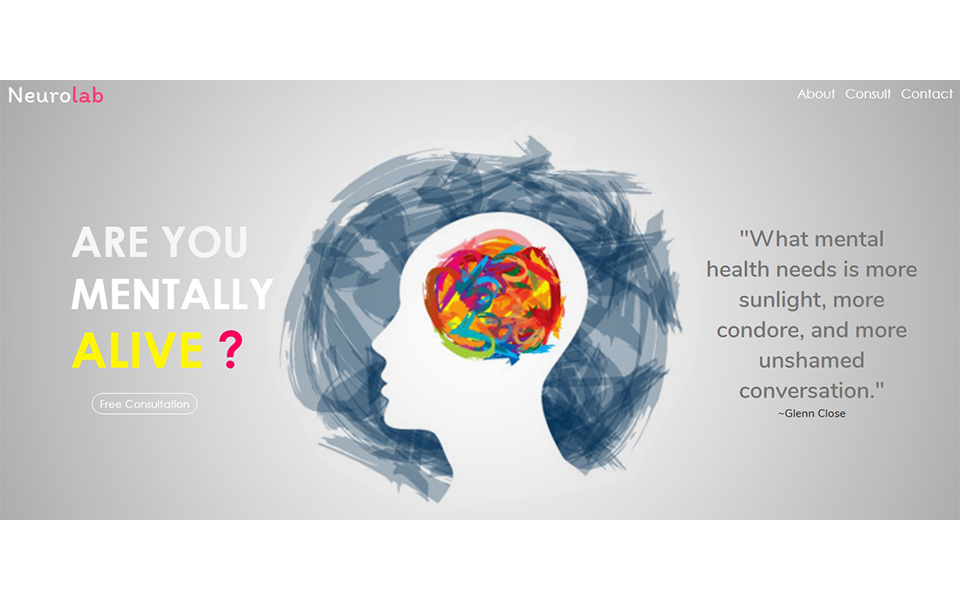 Neurolab
About Consult Contact
ARE YOU
MENTALLY
ALIVE ?
Free Consultation
"What mental
health needs is more
sunlight, more
condore, and more
unshamed
conversation."
~Glenn Close